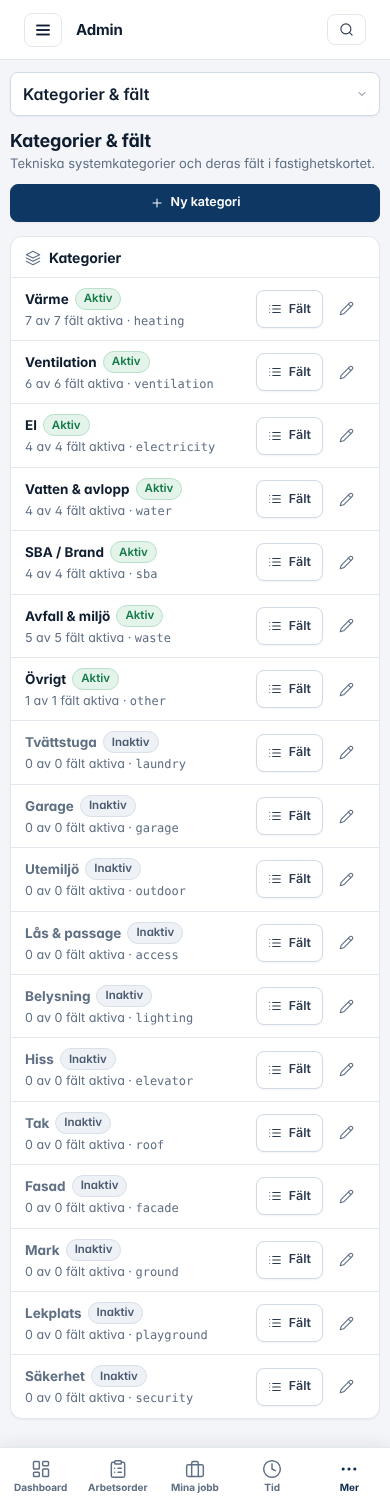 Admin
Kategorier & fält
Kategorier & fält
Tekniska systemkategorier och deras fält i fastighetskortet.
Ny kategori
Kategorier
Värme Aktiv
7 av 7 fält aktiva · heating
Fält
Ventilation Aktiv
6 av 6 fält aktiva · ventilation
Fält
El Aktiv
4 av 4 fält aktiva · electricity
Fält
Vatten & avlopp Aktiv
4 av 4 fält aktiva · water
Fält
SBA / Brand Aktiv
4 av 4 fält aktiva · sba
Fält
Avfall & miljö Aktiv
5 av 5 fält aktiva · waste
Fält
Övrigt Aktiv
1 av 1 fält aktiva · other
Fält
Tvättstuga Inaktiv
0 av 0 fält aktiva · laundry
Fält
Garage Inaktiv
0 av 0 fält aktiva · garage
Fält
Utemiljö Inaktiv
0 av 0 fält aktiva · outdoor
Fält
Lås & passage Inaktiv
0 av 0 fält aktiva · access
Fält
Belysning Inaktiv
0 av 0 fält aktiva · lighting
Fält
Hiss Inaktiv
0 av 0 fält aktiva · elevator
Fält
Tak Inaktiv
0 av 0 fält aktiva · roof
Fält
Fasad Inaktiv
0 av 0 fält aktiva · facade
Fält
Mark Inaktiv
0 av 0 fält aktiva · ground
Fält
Lekplats Inaktiv
0 av 0 fält aktiva · playground
Fält
Säkerhet Inaktiv
0 av 0 fält aktiva · security
Fält
Dashboard Arbetsorder Mina jobb Tid Mer